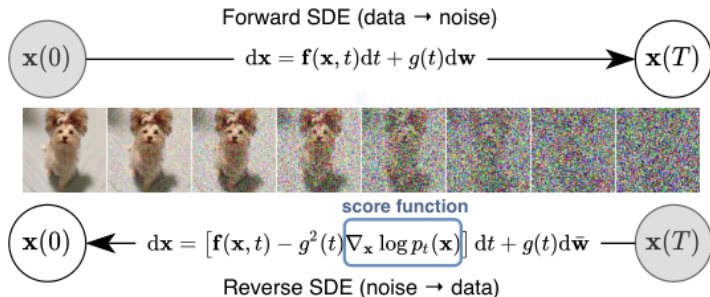 Forward SDE (data → noise)
x(0) dx = f(x, t)dt + g(t)dw x(T)
score function
x(0) dx = [f(x, t) − g²(t)∇ₓ log pₜ(x)] dt + g(t)dw̄ x(T)
Reverse SDE (noise → data)